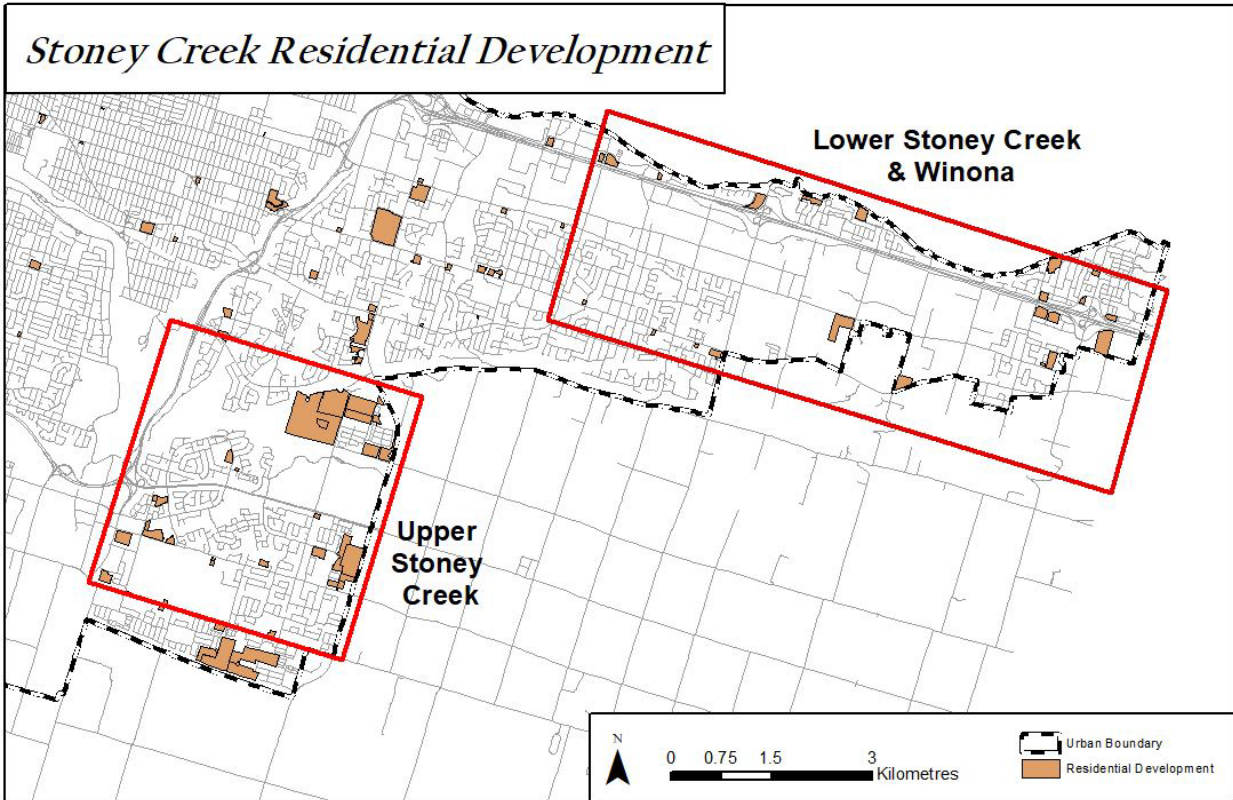 Stoney Creek Residential Development
Lower Stoney Creek
& Winona
Upper
Stoney
Creek
N
0 0.75 1.5 3
Kilometres
Urban Boundary
Residential Development